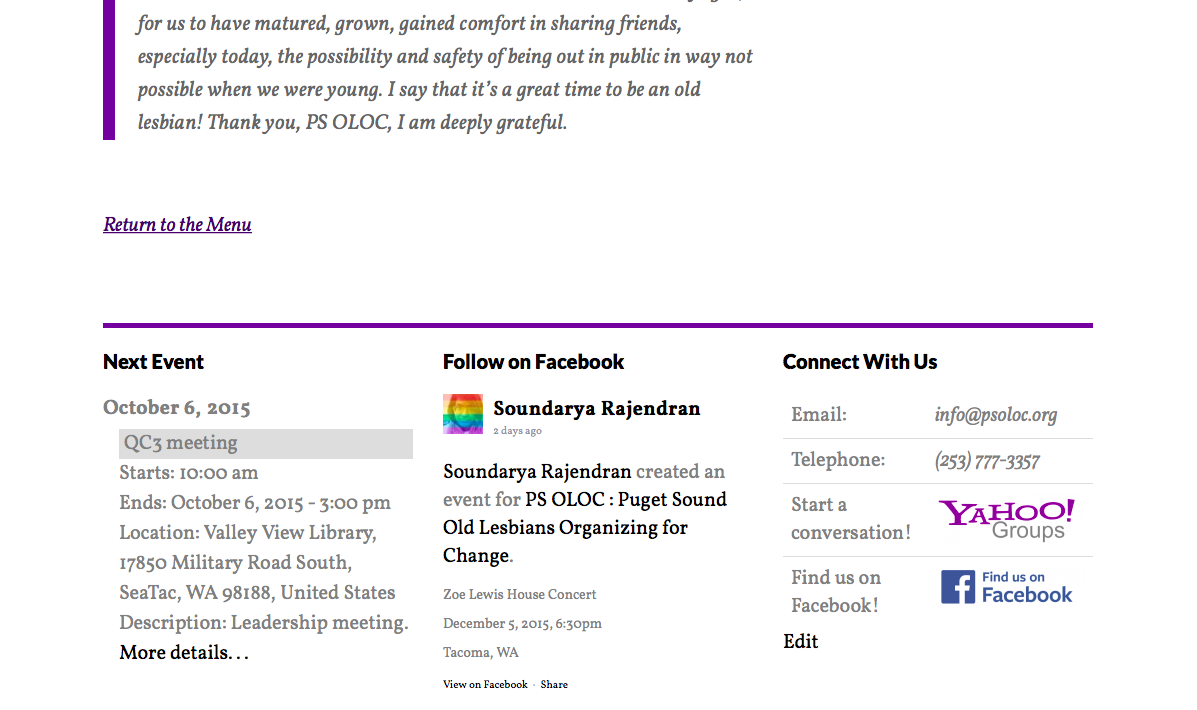 for us to have matured, grown, gained comfort in sharing friends,
especially today, the possibility and safety of being out in public in way not
possible when we were young. I say that it’s a great time to be an old
lesbian! Thank you, PS OLOC, I am deeply grateful.
Return to the Menu
Next Event
October 6, 2015
QC3 meeting
Starts: 10:00 am
Ends: October 6, 2015 - 3:00 pm
Location: Valley View Library,
17850 Military Road South,
SeaTac, WA 98188, United States
Description: Leadership meeting.
More details...
Follow on Facebook
Soundarya Rajendran
2 days ago
Soundarya Rajendran created an
event for PS OLOC : Puget Sound
Old Lesbians Organizing for
Change.
Zoe Lewis House Concert
December 5, 2015, 6:30pm
Tacoma, WA
View on Facebook · Share
Connect With Us
Email: info@psoloc.org
Telephone: (253) 777-3357
Start a
conversation!
YAHOO!
Groups
Find us on
Facebook!
Find us on
Facebook
Edit